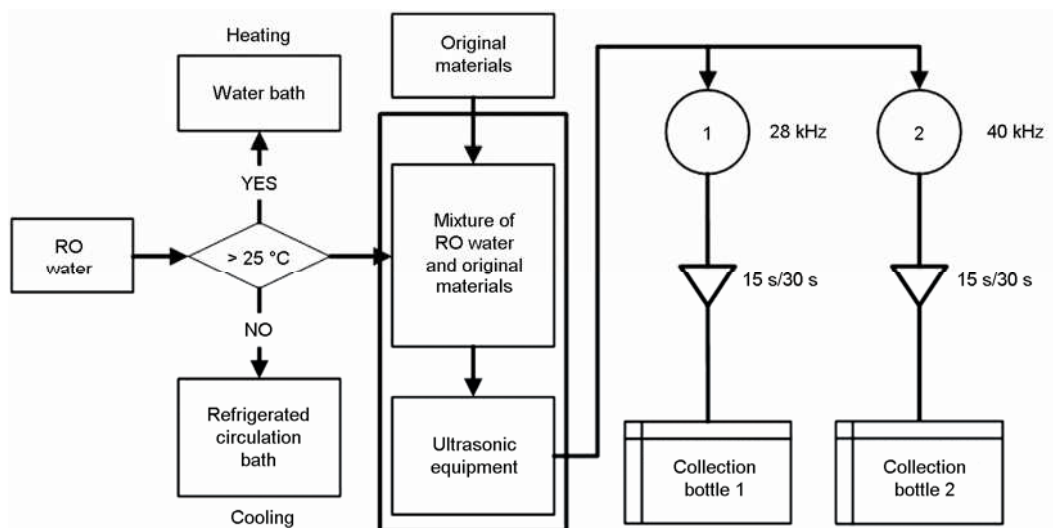 Heating
Water bath
YES
RO
water
> 25 °C
NO
Refrigerated
circulation
bath
Cooling
Original
materials
Mixture of
RO water
and original
materials
Ultrasonic
equipment
1
28 kHz
15 s/30 s
Collection
bottle 1
2
40 kHz
15 s/30 s
Collection
bottle 2